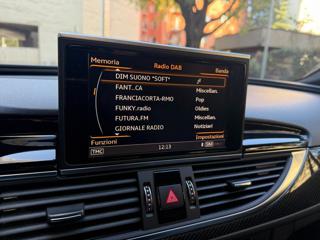 Memoria Radio DAB Banda
DIM SUONO "SOFT"
FANT..CA Miscellan.
FRANCIACORTA-RMO Pop
FUNKY.radio Oldies
FUTURA.FM Miscellan.
GIORNALE RADIO Notiziari
Funzioni Impostazioni
TMC 12:13